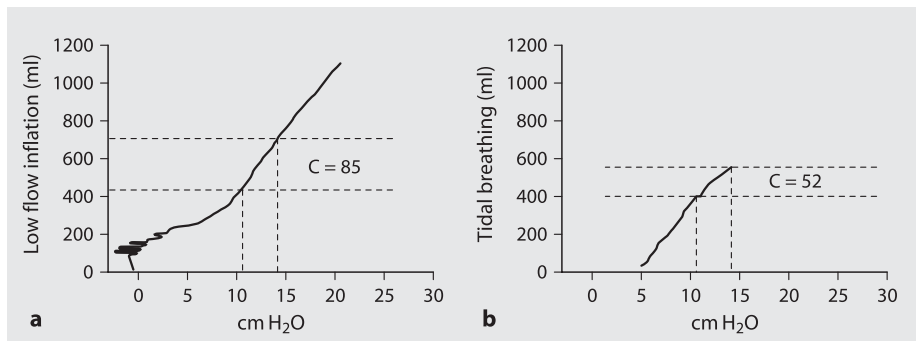 Low flow inflation (ml)
1200
1000
800
600
400
200
0
C = 85
0 5 10 15 20 25 30
cm H₂O
a
Tidal breathing (ml)
1200
1000
800
600
400
200
0
C = 52
0 5 10 15 20 25 30
cm H₂O
b